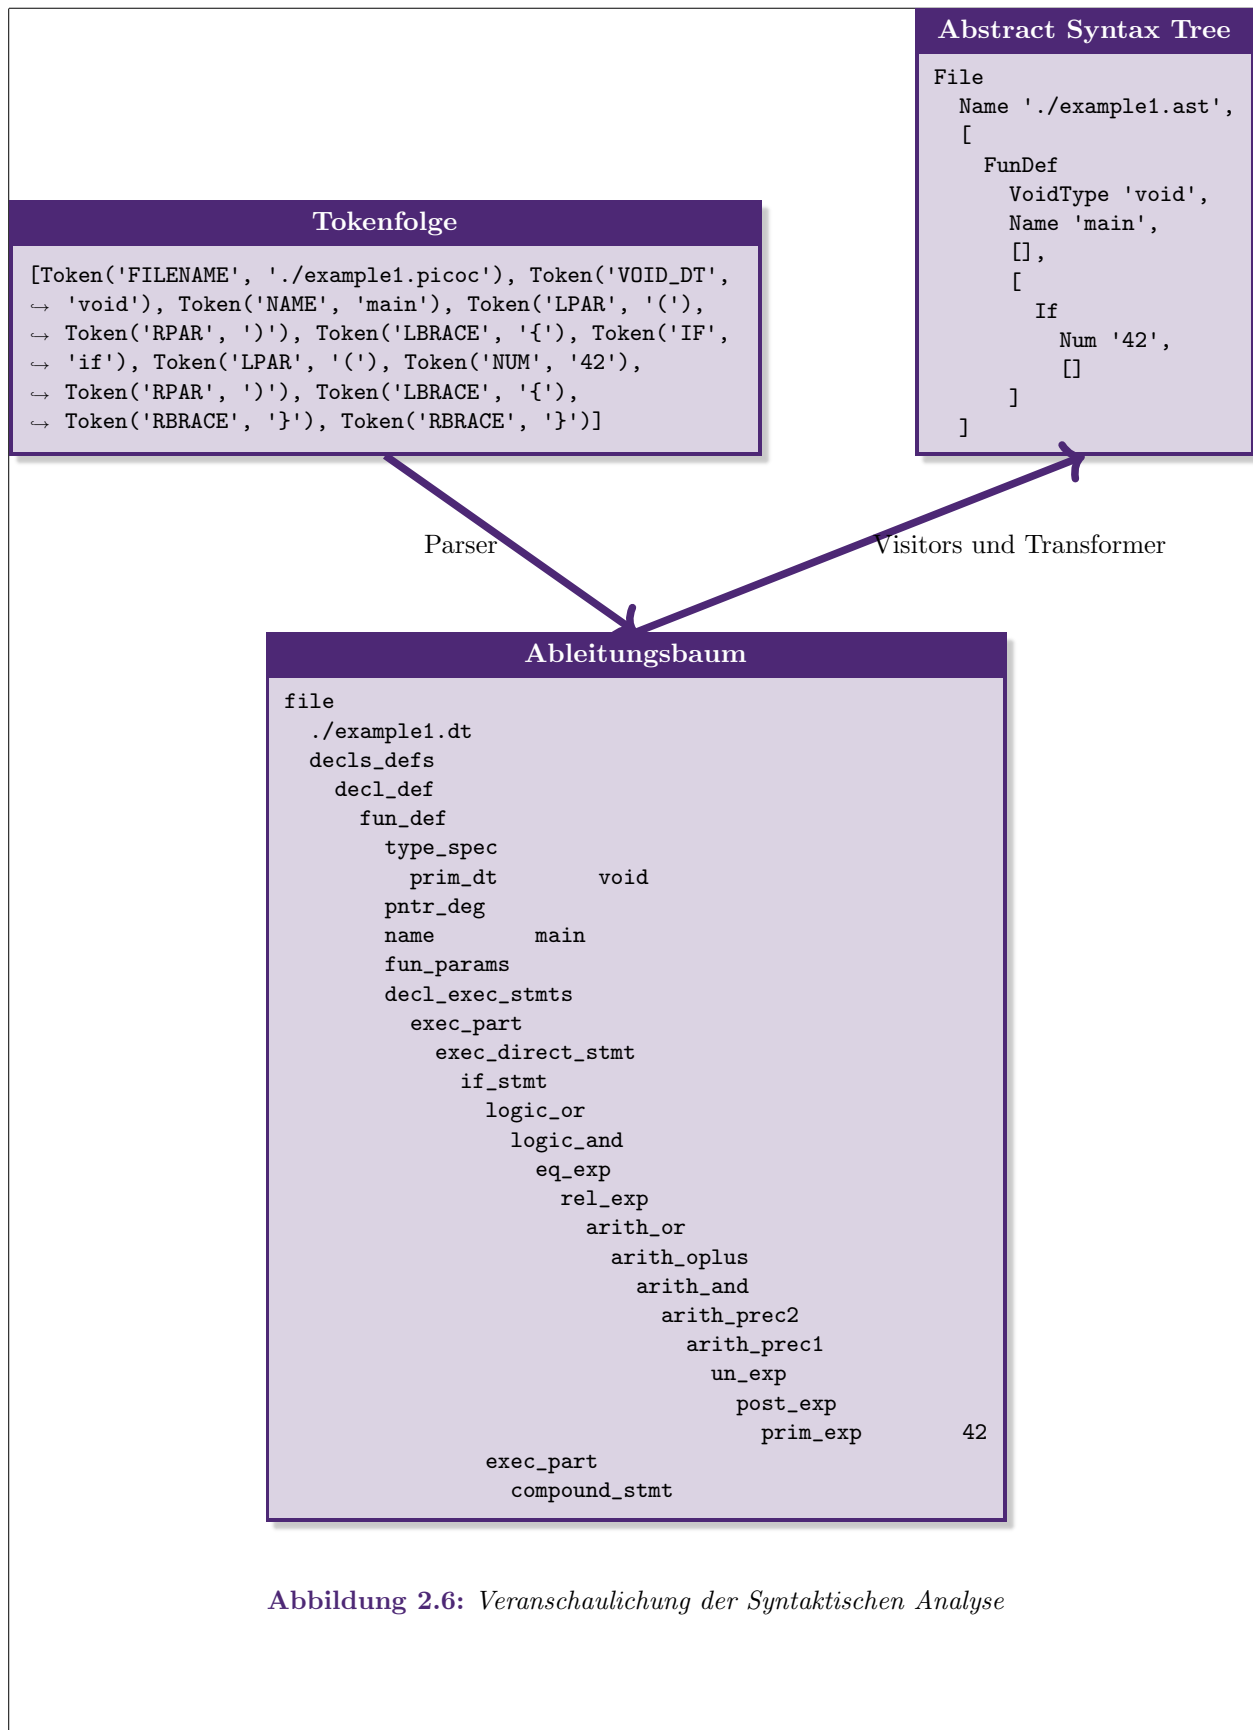 Abstract Syntax Tree
File
  Name './example1.ast',
  [
    FunDef
      VoidType 'void',
      Name 'main',
      [],
      [
        If
          Num '42',
          []
      ]
  ]
Tokenfolge
[Token('FILENAME', './example1.picoc'), Token('VOID_DT',
↪ 'void'), Token('NAME', 'main'), Token('LPAR', '('),
↪ Token('RPAR', ')'), Token('LBRACE', '{'), Token('IF',
↪ 'if'), Token('LPAR', '('), Token('NUM', '42'),
↪ Token('RPAR', ')'), Token('LBRACE', '{'),
↪ Token('RBRACE', '}'), Token('RBRACE', '}')]
Parser
Visitors und Transformer
Ableitungsbaum
file
  ./example1.dt
  decls_defs
    decl_def
      fun_def
        type_spec
          prim_dt        void
        pntr_deg
        name        main
        fun_params
        decl_exec_stmts
          exec_part
            exec_direct_stmt
              if_stmt
                logic_or
                  logic_and
                    eq_exp
                      rel_exp
                        arith_or
                          arith_oplus
                            arith_and
                              arith_prec2
                                arith_prec1
                                  un_exp
                                    post_exp
                                      prim_exp        42
                exec_part
                  compound_stmt
Abbildung 2.6: Veranschaulichung der Syntaktischen Analyse